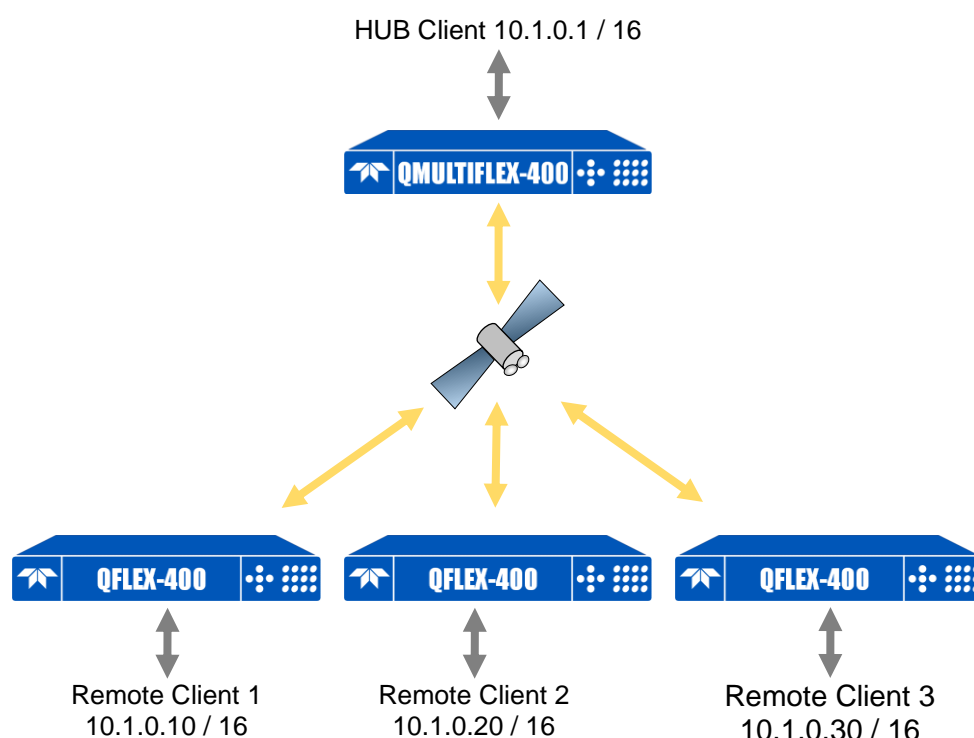 HUB Client 10.1.0.1 / 16
QMULTIFLEX-400
QFLEX-400
QFLEX-400
QFLEX-400
Remote Client 1
10.1.0.10 / 16
Remote Client 2
10.1.0.20 / 16
Remote Client 3
10.1.0.30 / 16